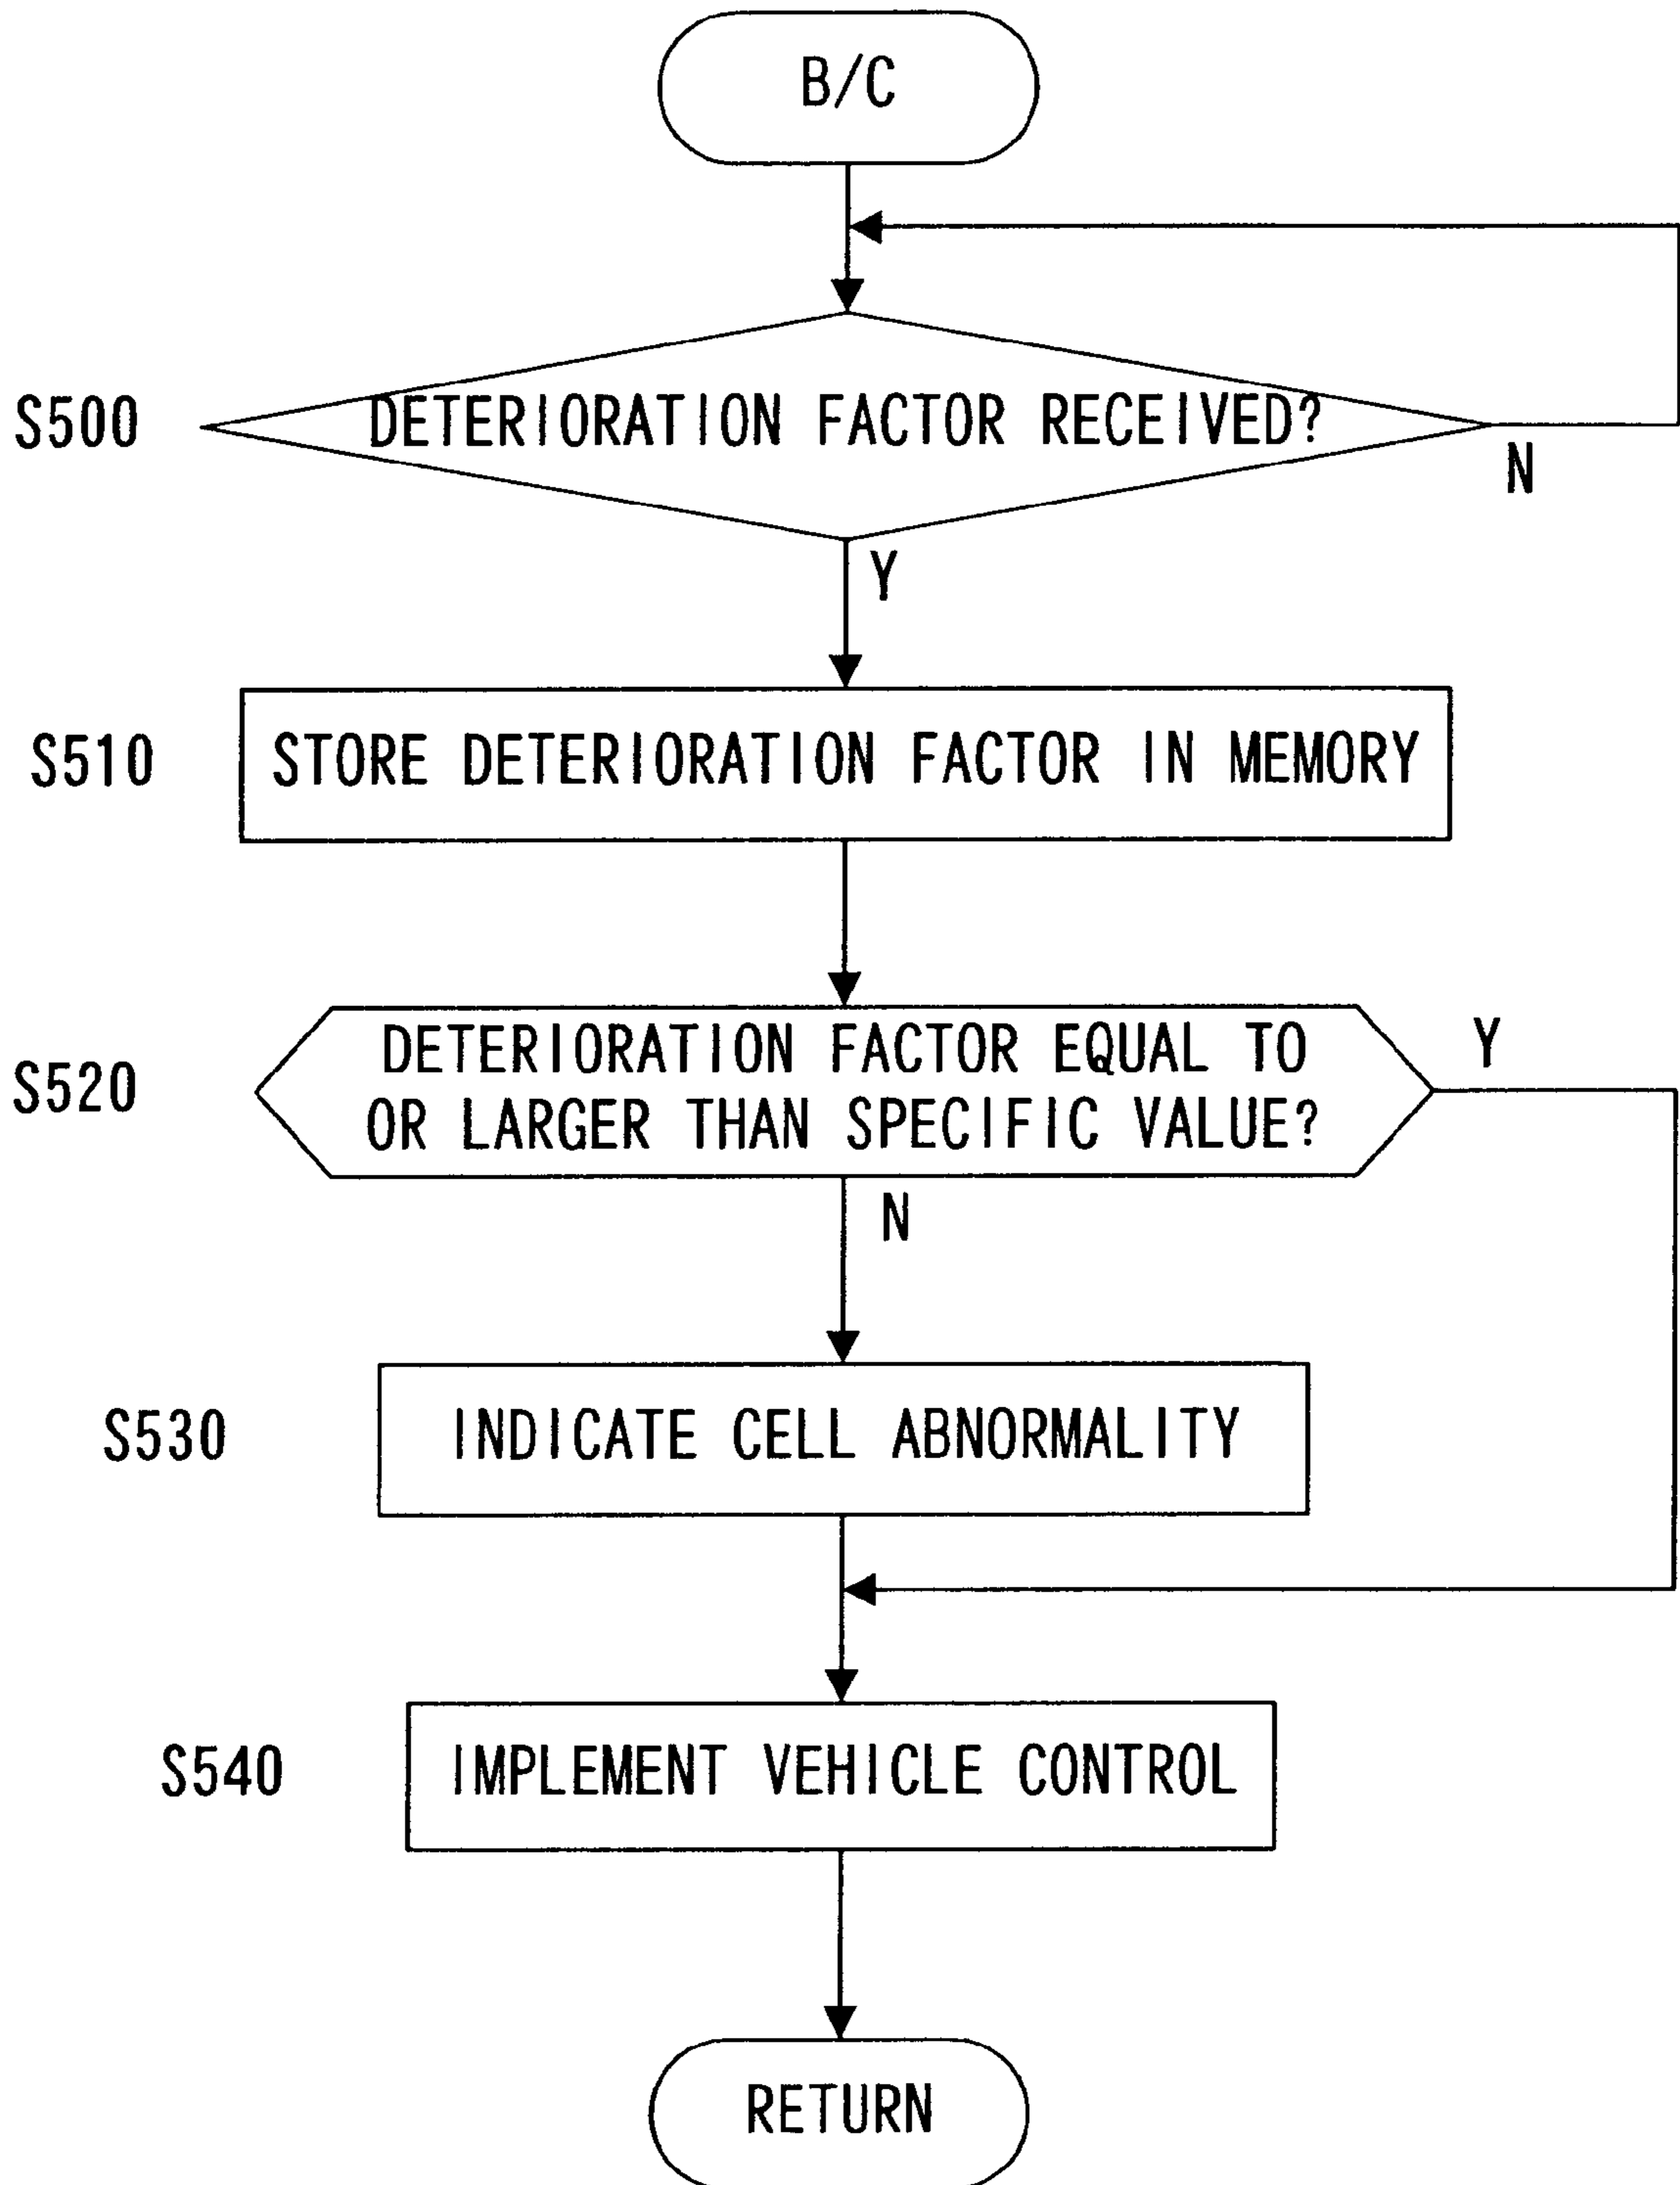 B/C
S500
DETERIORATION FACTOR RECEIVED?
N
Y
S510
STORE DETERIORATION FACTOR IN MEMORY
S520
DETERIORATION FACTOR EQUAL TO
OR LARGER THAN SPECIFIC VALUE?
Y
N
S530
INDICATE CELL ABNORMALITY
S540
IMPLEMENT VEHICLE CONTROL
RETURN